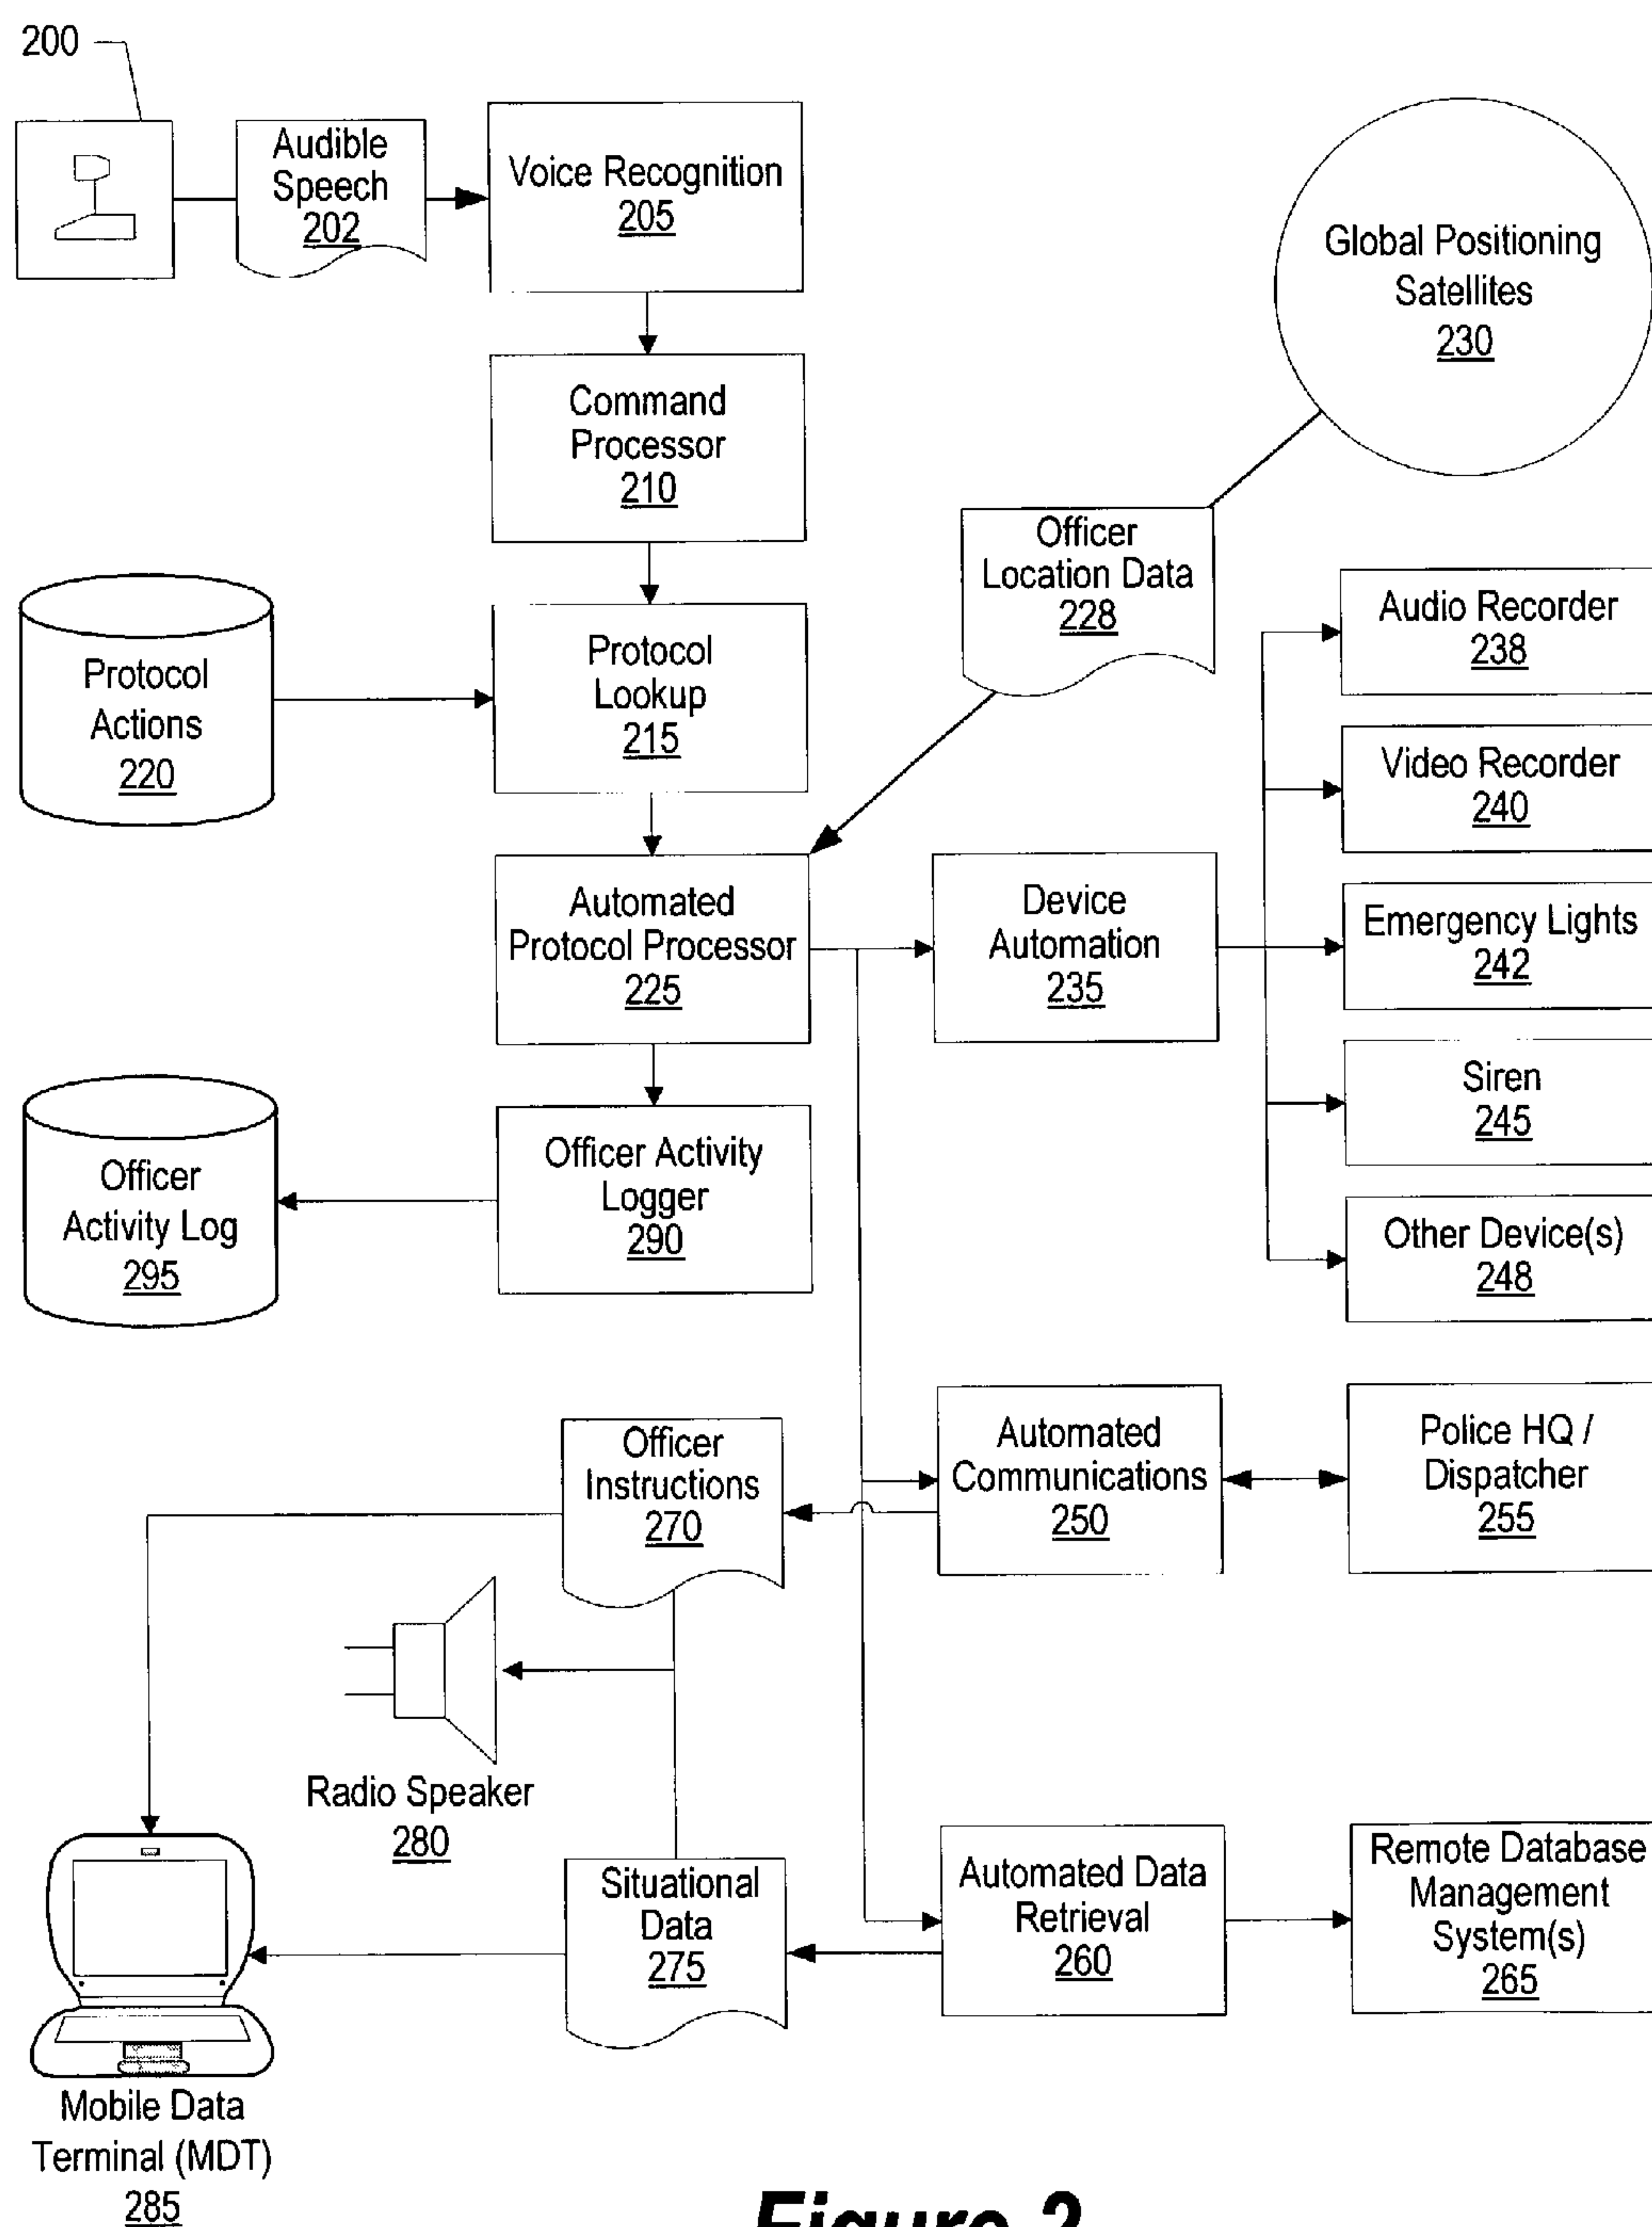 200
Audible
Speech
202
Voice Recognition
205
Global Positioning
Satellites
230
Command
Processor
210
Officer
Location Data
228
Protocol
Actions
220
Protocol
Lookup
215
Audio Recorder
238
Video Recorder
240
Automated
Protocol Processor
225
Device
Automation
235
Emergency Lights
242
Siren
245
Officer
Activity Log
295
Officer Activity
Logger
290
Other Device(s)
248
Officer
Instructions
270
Automated
Communications
250
Police HQ /
Dispatcher
255
Radio Speaker
280
Situational
Data
275
Automated Data
Retrieval
260
Remote Database
Management
System(s)
265
Mobile Data
Terminal (MDT)
285
Figure 2